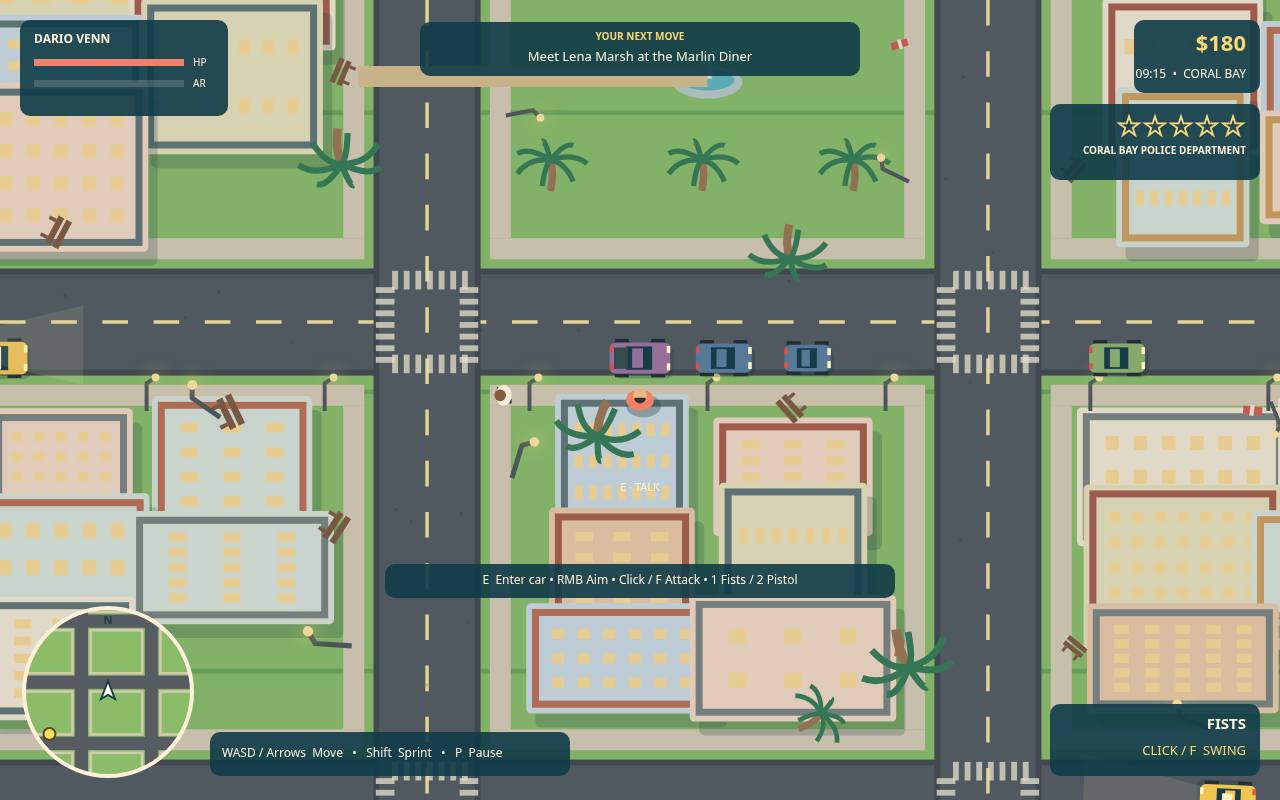 DARIO VENN
HP
AR
YOUR NEXT MOVE
Meet Lena Marsh at the Marlin Diner
$180
09:15 • CORAL BAY
☆☆☆☆☆
CORAL BAY POLICE DEPARTMENT
E · TALK
E Enter car • RMB Aim • Click / F Attack • 1 Fists / 2 Pistol
N
WASD / Arrows Move • Shift Sprint • P Pause
FISTS
CLICK / F SWING